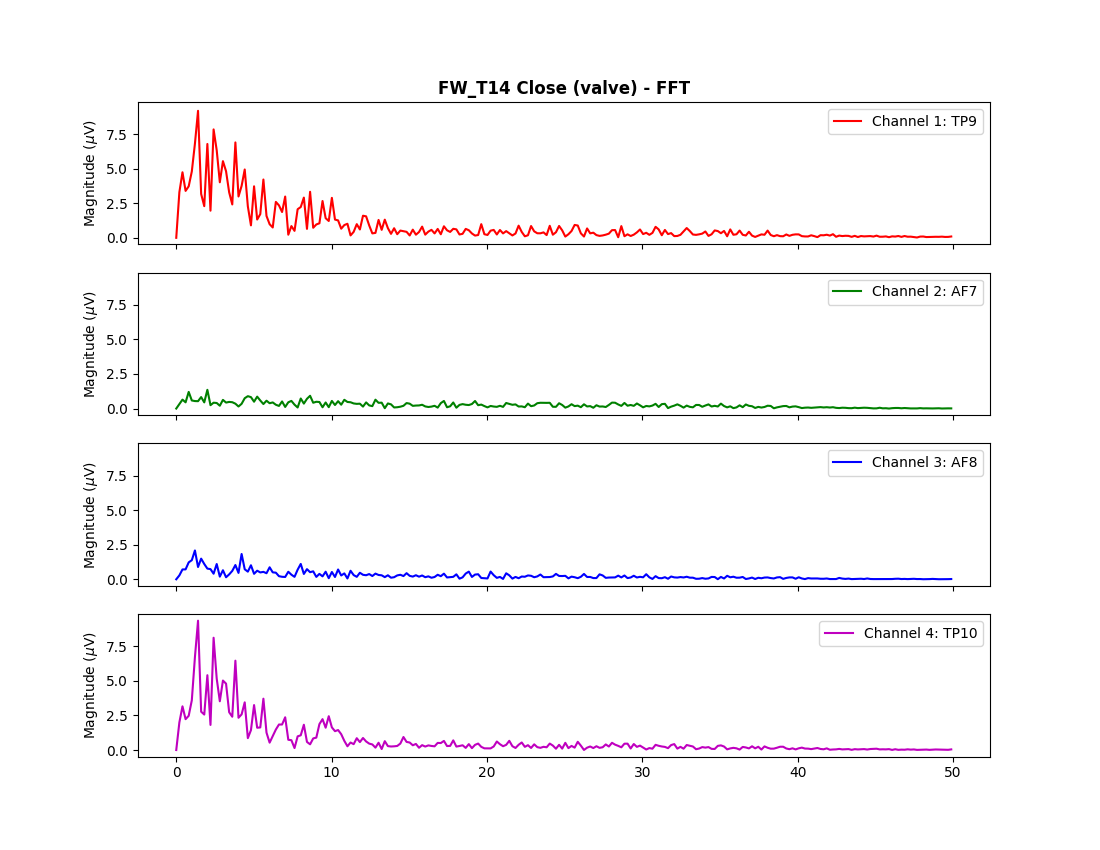 FW_T14 Close (valve) - FFT
Magnitude (μV)
7.5
5.0
2.5
0.0
Channel 1: TP9
Magnitude (μV)
7.5
5.0
2.5
0.0
Channel 2: AF7
Magnitude (μV)
7.5
5.0
2.5
0.0
Channel 3: AF8
Magnitude (μV)
7.5
5.0
2.5
0.0
Channel 4: TP10
0 10 20 30 40 50